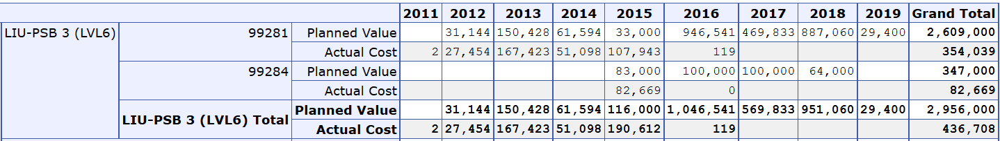 2011 2012 2013 2014 2015 2016 2017 2018 2019 Grand Total
LIU-PSB 3 (LVL6) 99281 Planned Value 31,144 150,428 61,594 33,000 946,541 469,833 887,060 29,400 2,609,000
Actual Cost 2 27,454 167,423 51,098 107,943 119 354,039
99284 Planned Value 83,000 100,000 100,000 64,000 347,000
Actual Cost 82,669 0 82,669
LIU-PSB 3 (LVL6) Total Planned Value 31,144 150,428 61,594 116,000 1,046,541 569,833 951,060 29,400 2,956,000
Actual Cost 2 27,454 167,423 51,098 190,612 119 436,708